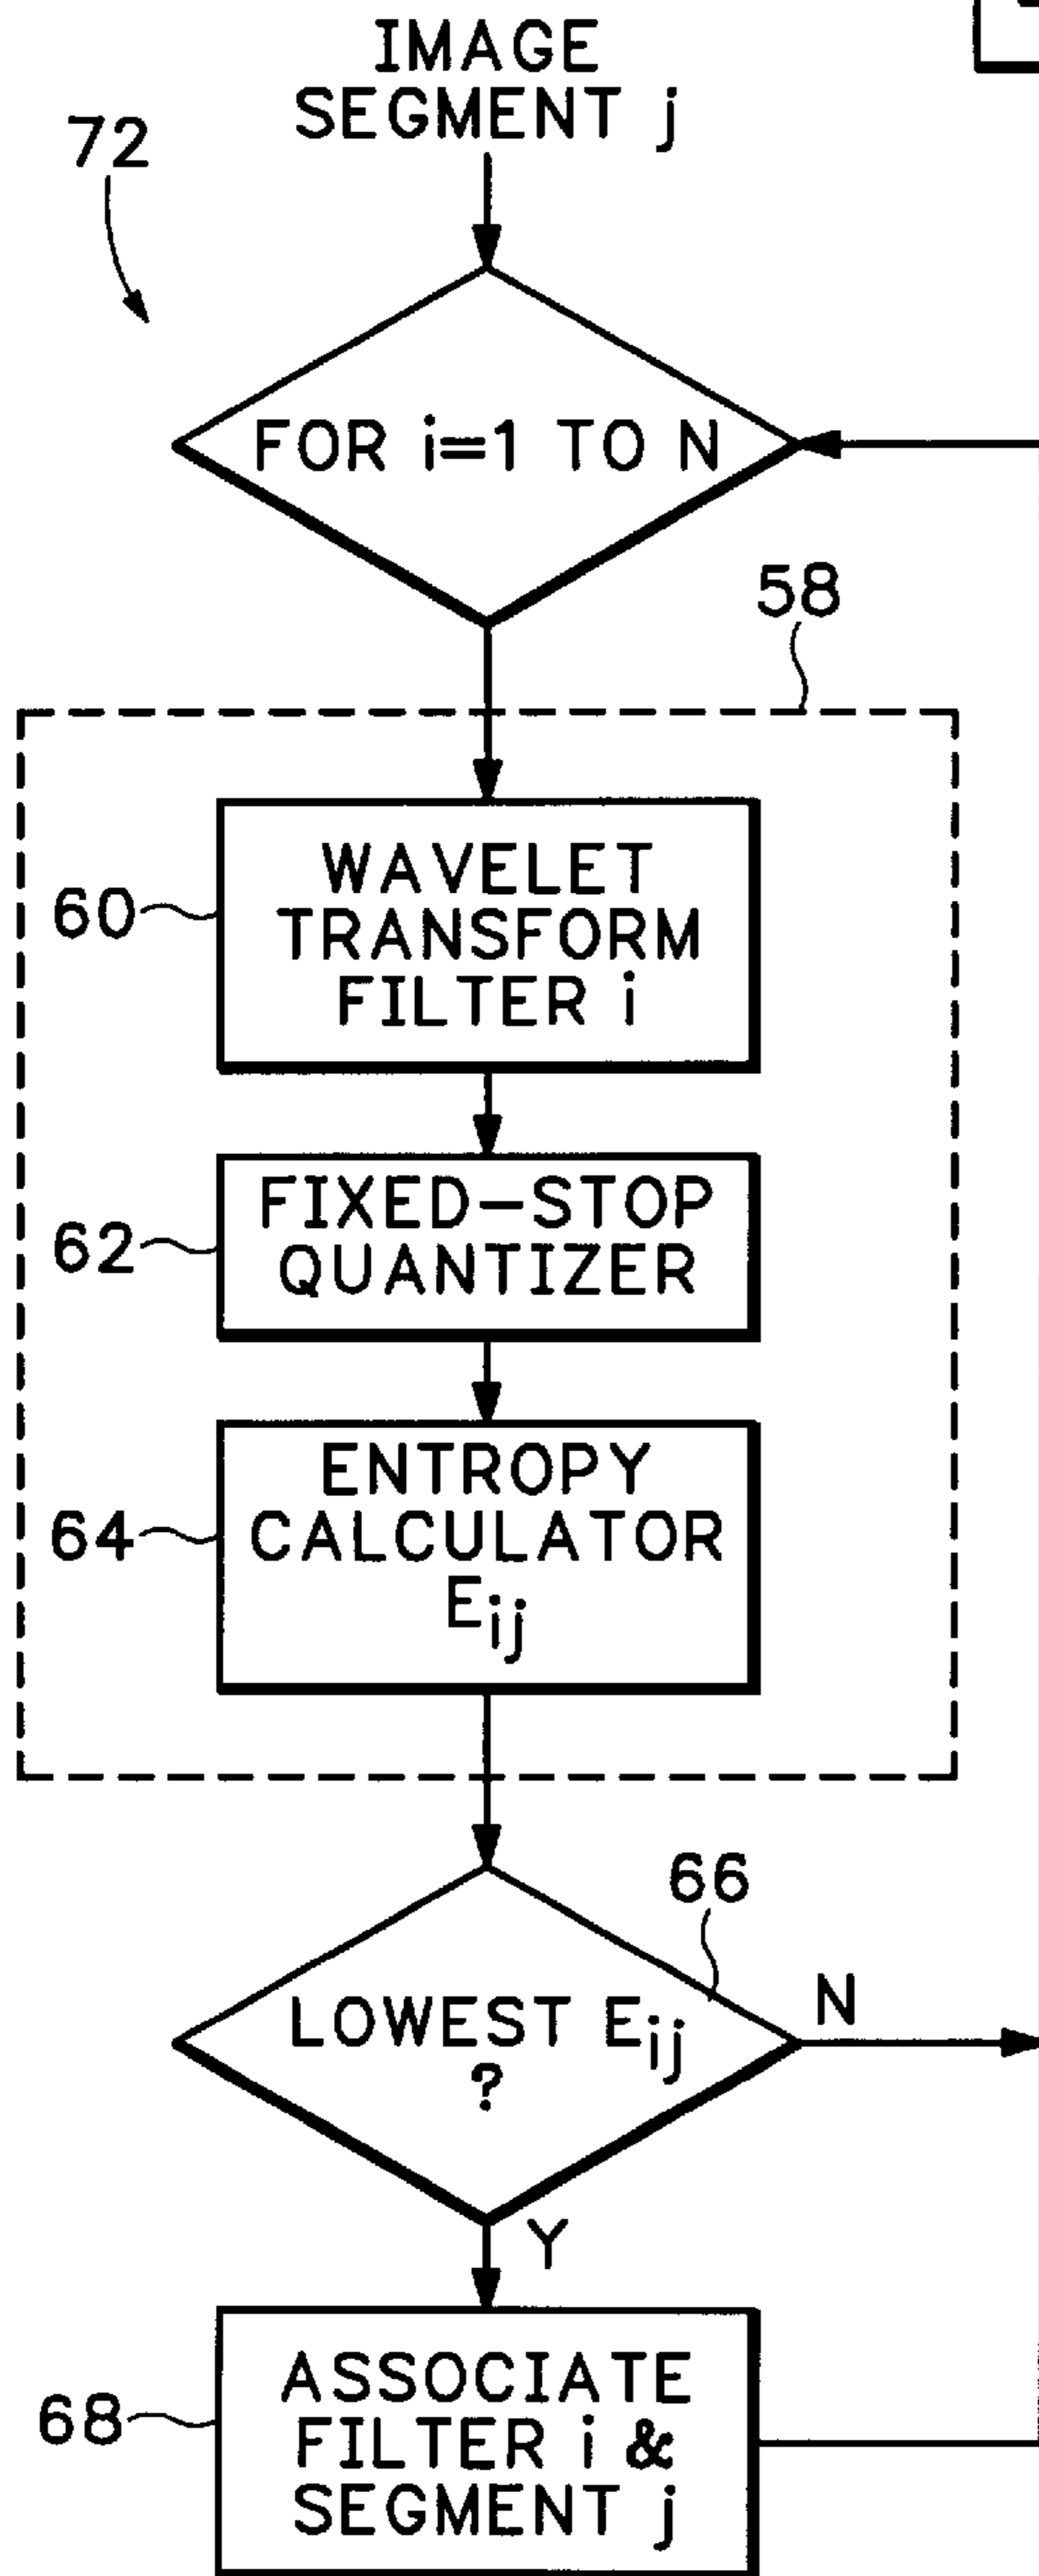 IMAGE
SEGMENT j
72
FOR i=1 TO N
58
WAVELET
TRANSFORM
FILTER i
60
FIXED-STOP
QUANTIZER
62
ENTROPY
CALCULATOR
Eij
64
66
LOWEST Eij
?
N
Y
ASSOCIATE
FILTER i &
SEGMENT j
68